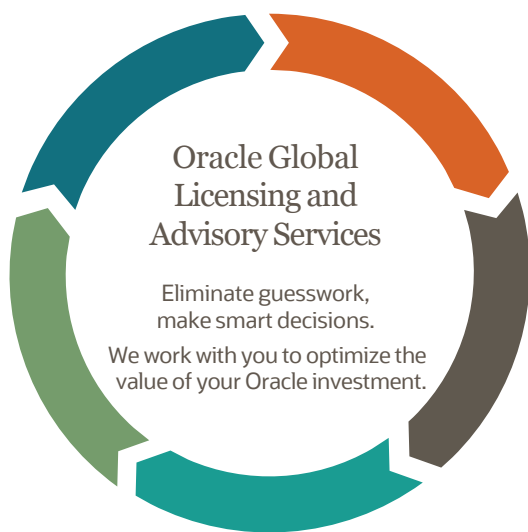 Oracle Global
Licensing and
Advisory Services
Eliminate guesswork,
make smart decisions.
We work with you to optimize the
value of your Oracle investment.